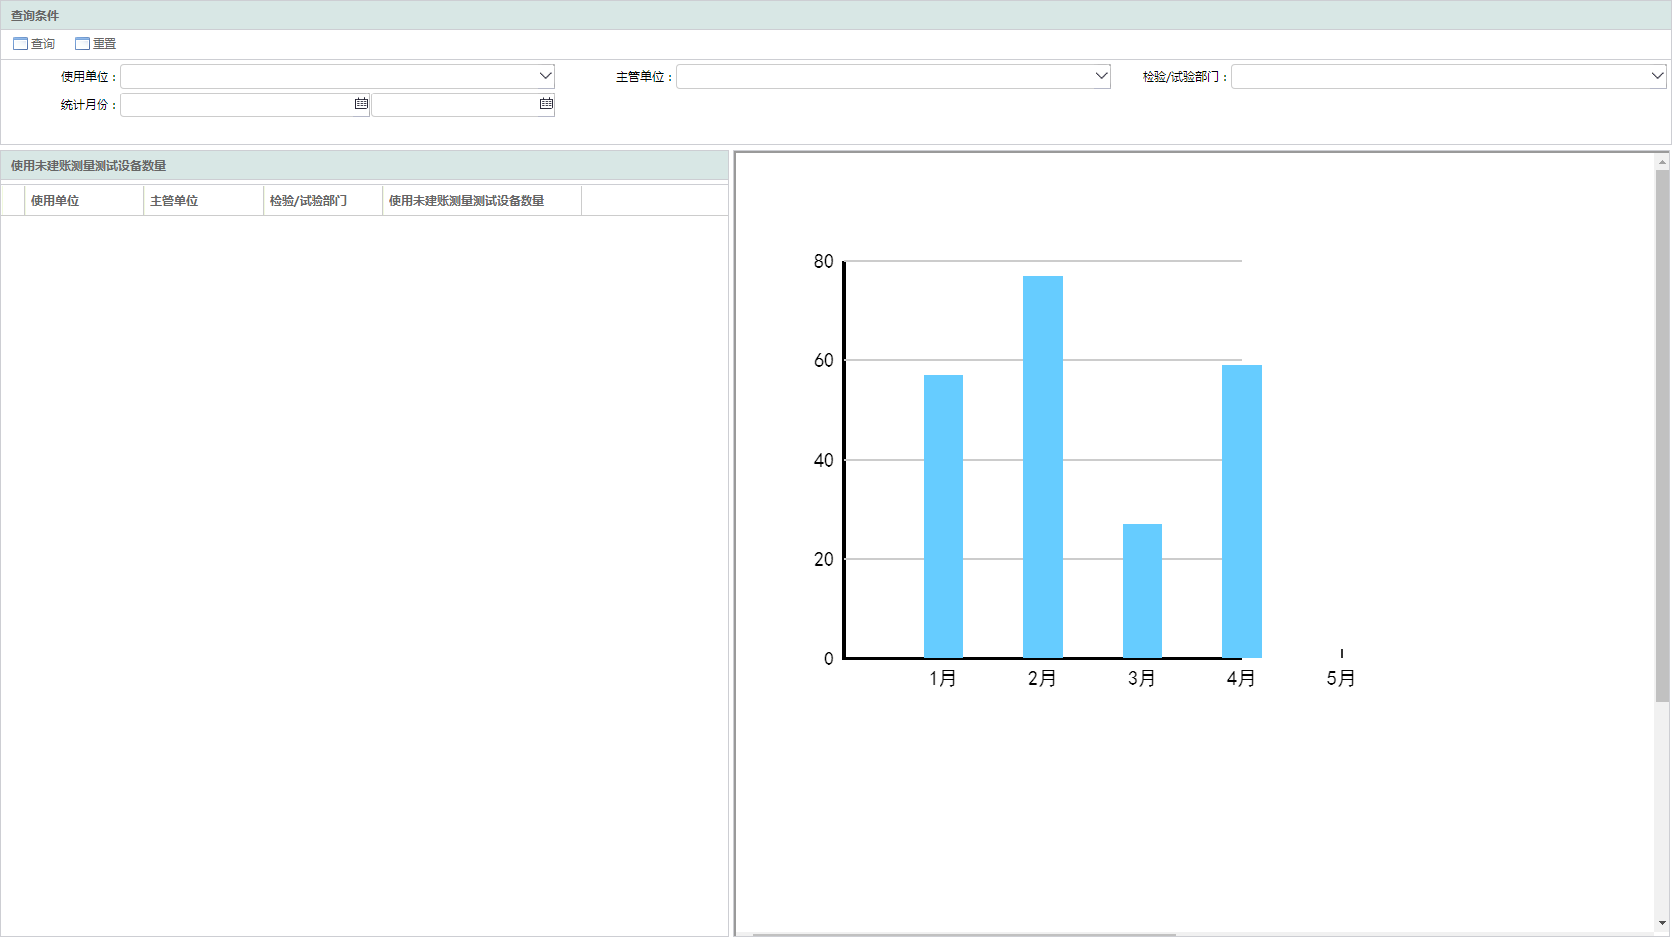 查询条件
查询 重置
使用单位： 主管单位： 检验/试验部门：
统计月份：
使用未建账测量测试设备数量
使用单位 主管单位 检验/试验部门 使用未建账测量测试设备数量
80
60
40
20
0
1月 2月 3月 4月 5月